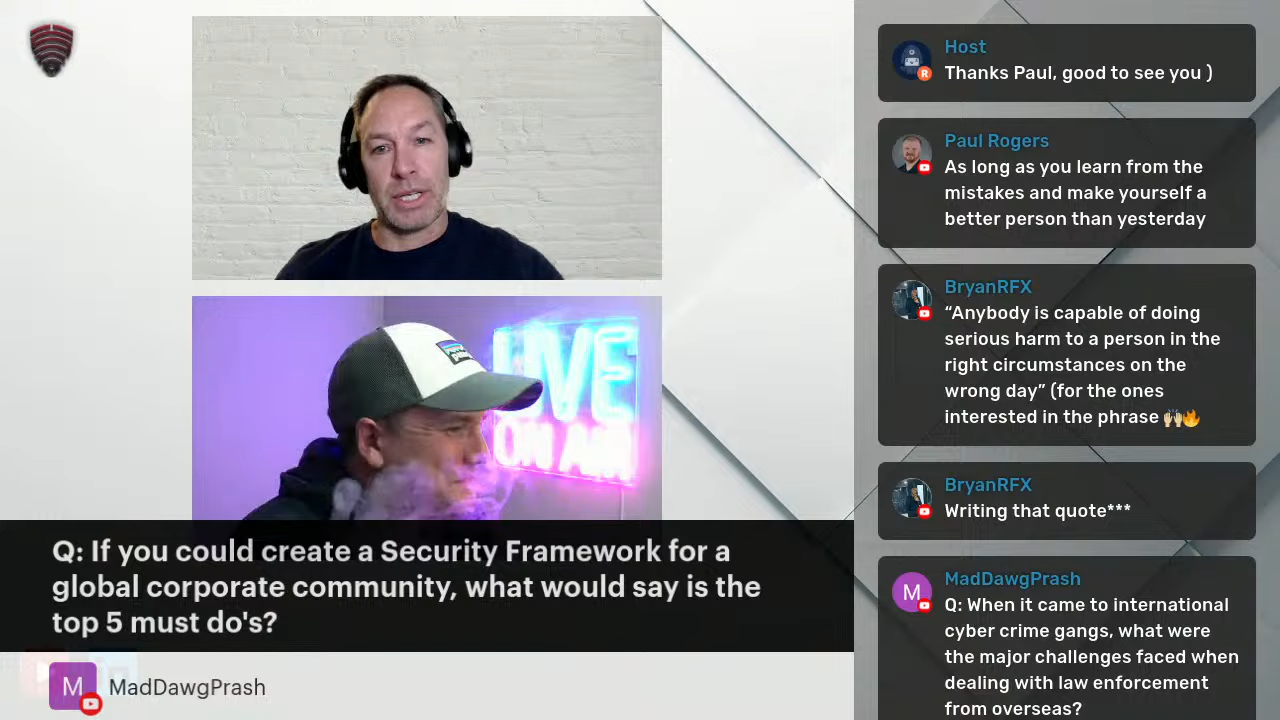 LIVE
ON AIR
Q: If you could create a Security Framework for a
global corporate community, what would say is the
top 5 must do's?
M
MadDawgPrash
Host
R
Thanks Paul, good to see you )
Paul Rogers
As long as you learn from the
mistakes and make yourself a
better person than yesterday
BryanRFX
“Anybody is capable of doing
serious harm to a person in the
right circumstances on the
wrong day” (for the ones
interested in the phrase 🙌🏼🔥
BryanRFX
Writing that quote***
MadDawgPrash
M
Q: When it came to international
cyber crime gangs, what were
the major challenges faced when
dealing with law enforcement
from overseas?